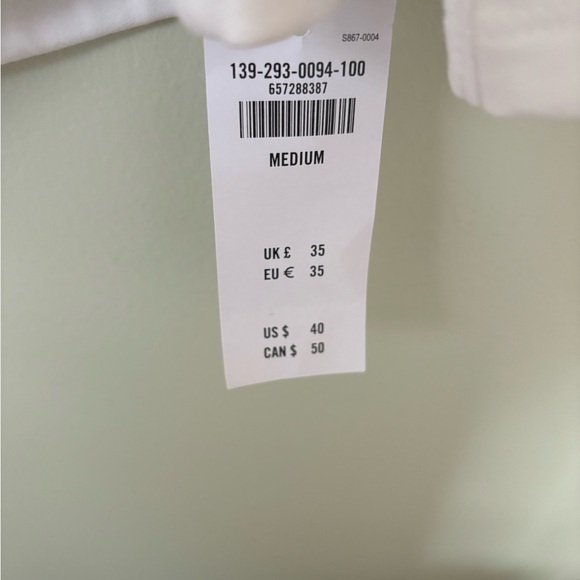 S867-0004
139-293-0094-100
657288387
MEDIUM
UK £ 35
EU € 35
US $ 40
CAN $ 50